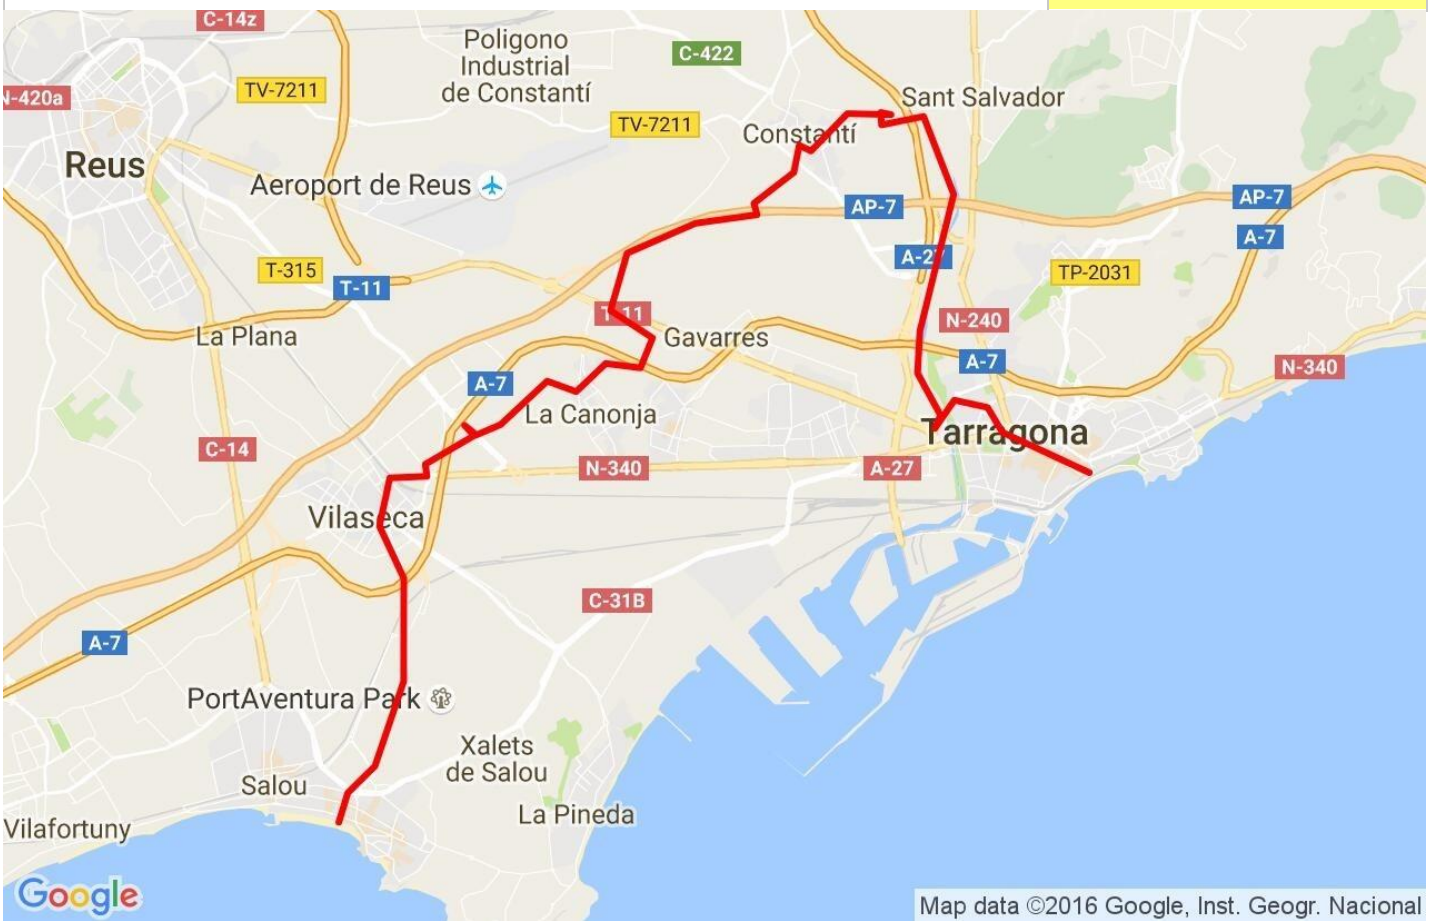 C-14z
Poligono
Industrial
de Constantí
C-422
N-420a
TV-7211
Sant Salvador
TV-7211
Constantí
Reus
Aeroport de Reus
AP-7
AP-7
A-7
A-27
T-315
T-11
TP-2031
T-11
N-240
La Plana
Gavarres
A-7
N-340
A-7
La Canonja
Tarragona
C-14
N-340
A-27
Vilaseca
C-31B
A-7
PortAventura Park
Xalets
de Salou
Salou
La Pineda
Vilafortuny
Google
Map data ©2016 Google, Inst. Geogr. Nacional